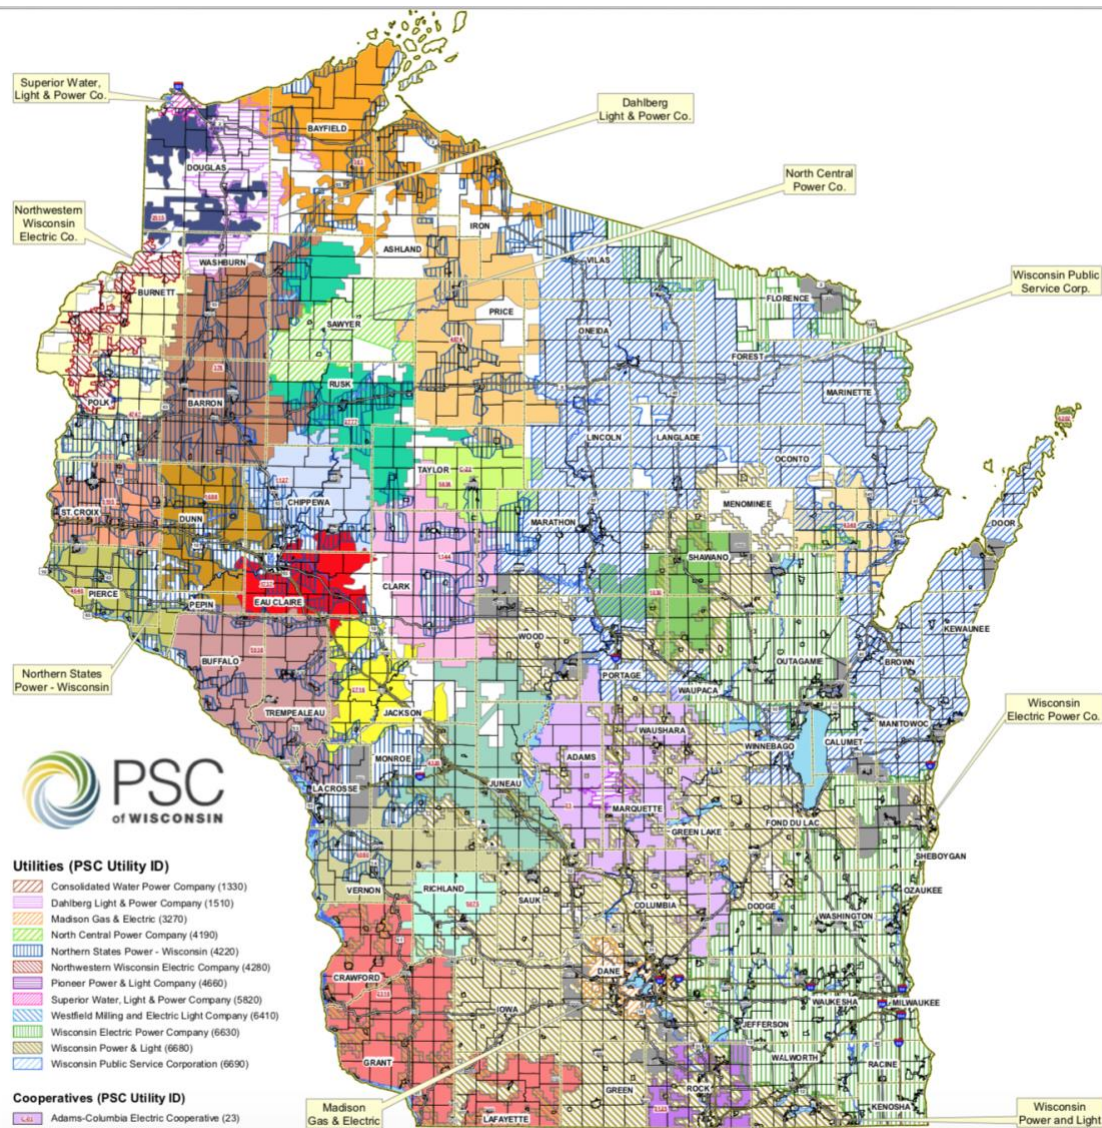 Superior Water,
Light & Power Co.
Dahlberg
Light & Power Co.
North Central
Power Co.
Northwestern
Wisconsin
Electric Co.
Wisconsin Public
Service Corp.
Northern States
Power - Wisconsin
Wisconsin
Electric Power Co.
Madison
Gas & Electric
Wisconsin
Power and Light
BAYFIELD
DOUGLAS
IRON
ASHLAND
VILAS
WASHBURN
BURNETT
FLORENCE
PRICE
SAWYER
ONEIDA
FOREST
RUSK
MARINETTE
POLK
BARRON
LINCOLN
LANGLADE
OCONTO
TAYLOR
CHIPPEWA
MENOMINEE
ST. CROIX
DUNN
MARATHON
DOOR
SHAWANO
CLARK
PIERCE
PEPIN
EAU CLAIRE
KEWAUNEE
WOOD
BUFFALO
OUTAGAMIE
BROWN
PORTAGE
WAUPACA
TREMPEALEAU
JACKSON
MANITOWOC
WAUSHARA
WINNEBAGO
CALUMET
MONROE
ADAMS
JUNEAU
LACROSSE
MARQUETTE
GREEN LAKE
FOND DU LAC
SHEBOYGAN
VERNON
RICHLAND
SAUK
COLUMBIA
DODGE
OZAUKEE
WASHINGTON
CRAWFORD
DANE
IOWA
WAUKESHA
MILWAUKEE
JEFFERSON
GRANT
WALWORTH
RACINE
GREEN
ROCK
KENOSHA
LAFAYETTE
PSC
of WISCONSIN
Utilities (PSC Utility ID)
Consolidated Water Power Company (1330)
Dahlberg Light & Power Company (1510)
Madison Gas & Electric (3270)
North Central Power Company (4190)
Northern States Power - Wisconsin (4220)
Northwestern Wisconsin Electric Company (4280)
Pioneer Power & Light Company (4660)
Superior Water, Light & Power Company (5820)
Westfield Milling and Electric Light Company (6410)
Wisconsin Electric Power Company (6630)
Wisconsin Power & Light (6680)
Wisconsin Public Service Corporation (6690)
Cooperatives (PSC Utility ID)
Adams-Columbia Electric Cooperative (23)